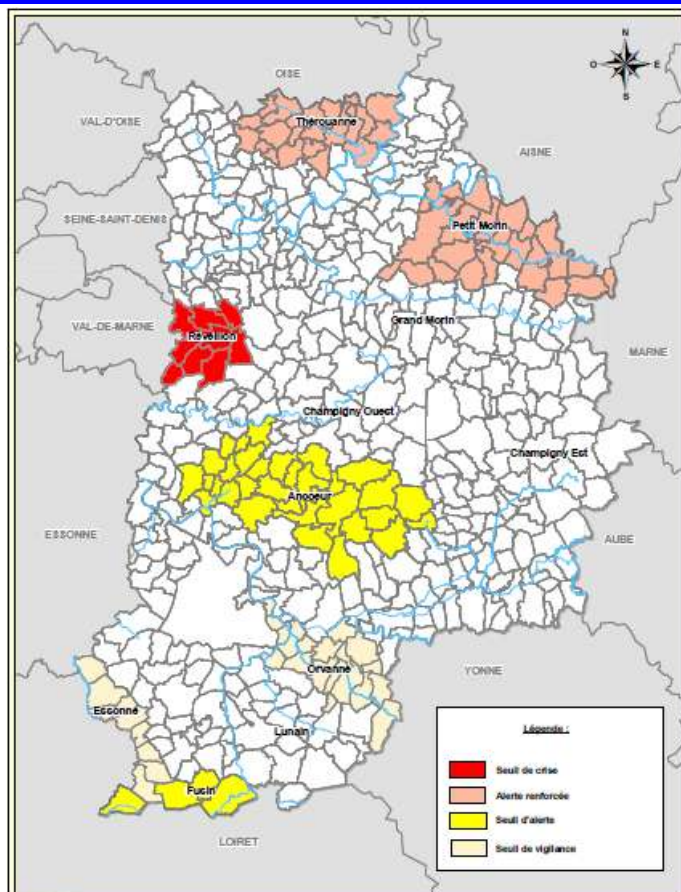 N
O E
S
OISE
VAL-D'OISE
Thérouanne
AISNE
SEINE-SAINT-DENIS
Petit Morin
VAL-DE-MARNE
Réveillon
Grand Morin
MARNE
Champigny Ouest
Champigny Est
Ancoeur
ESSONNE
AUBE
Orvanne
YONNE
Essonne
Lunain
Fusin
LOIRET
Légende :
Seuil de crise
Alerte renforcée
Seuil d'alerte
Seuil de vigilance